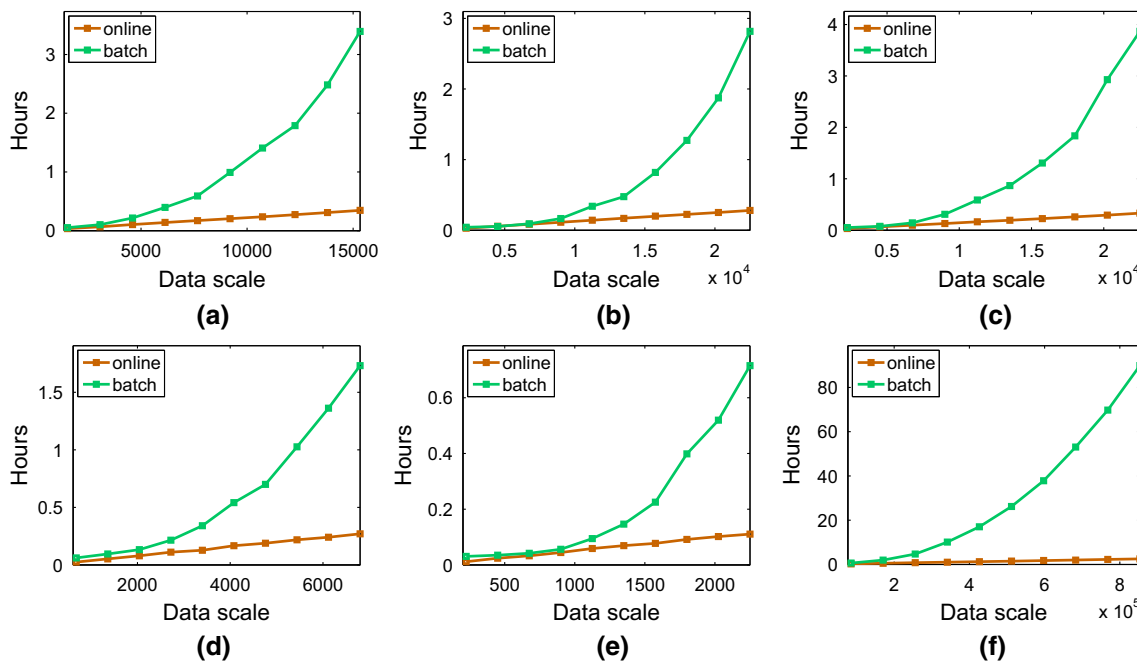 online
batch
3
2
1
0
Hours
5000 10000 15000
Data scale
(a)
online
batch
3
2
1
0
Hours
0.5 1 1.5 2
x 10⁴
Data scale
(b)
online
batch
4
3
2
1
0
Hours
0.5 1 1.5 2
x 10⁴
Data scale
(c)
online
batch
1.5
1
0.5
0
Hours
2000 4000 6000
Data scale
(d)
online
batch
0.6
0.4
0.2
0
Hours
500 1000 1500 2000
Data scale
(e)
online
batch
80
60
40
20
0
Hours
2 4 6 8
x 10⁵
Data scale
(f)